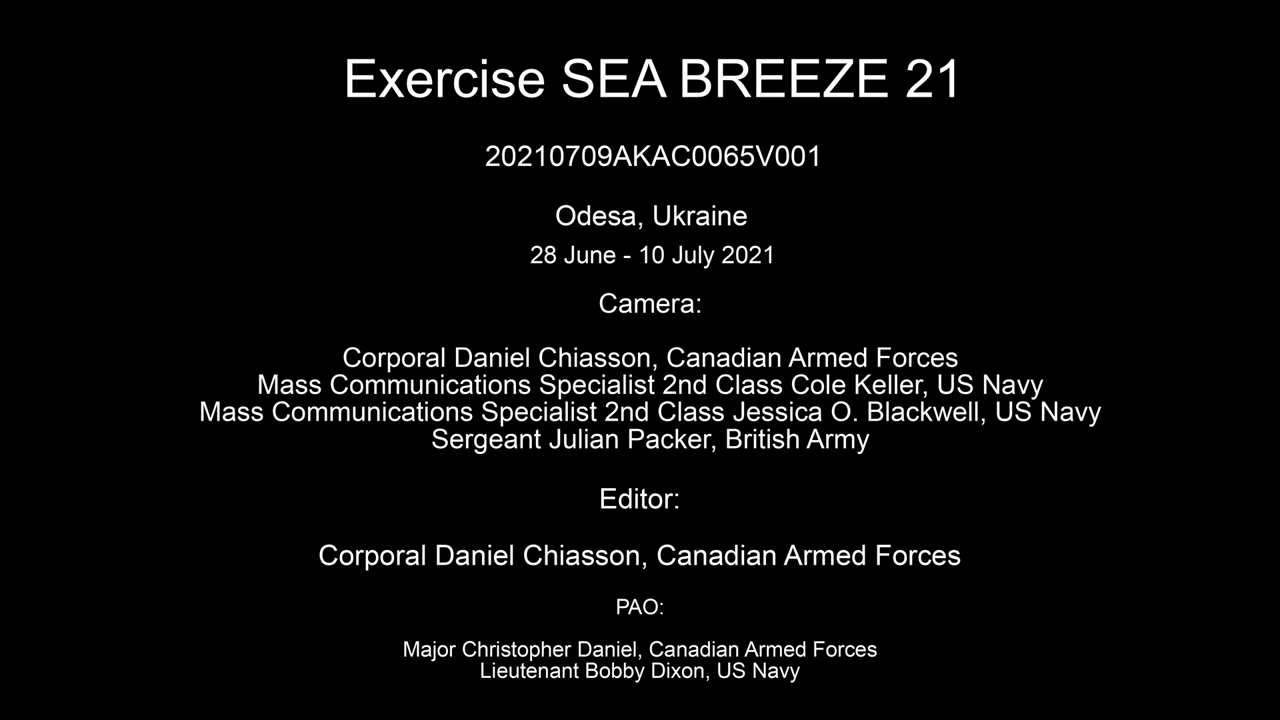 Exercise SEA BREEZE 21
20210709AKAC0065V001
Odesa, Ukraine
28 June - 10 July 2021
Camera:
Corporal Daniel Chiasson, Canadian Armed Forces
Mass Communications Specialist 2nd Class Cole Keller, US Navy
Mass Communications Specialist 2nd Class Jessica O. Blackwell, US Navy
Sergeant Julian Packer, British Army
Editor:
Corporal Daniel Chiasson, Canadian Armed Forces
PAO:
Major Christopher Daniel, Canadian Armed Forces
Lieutenant Bobby Dixon, US Navy